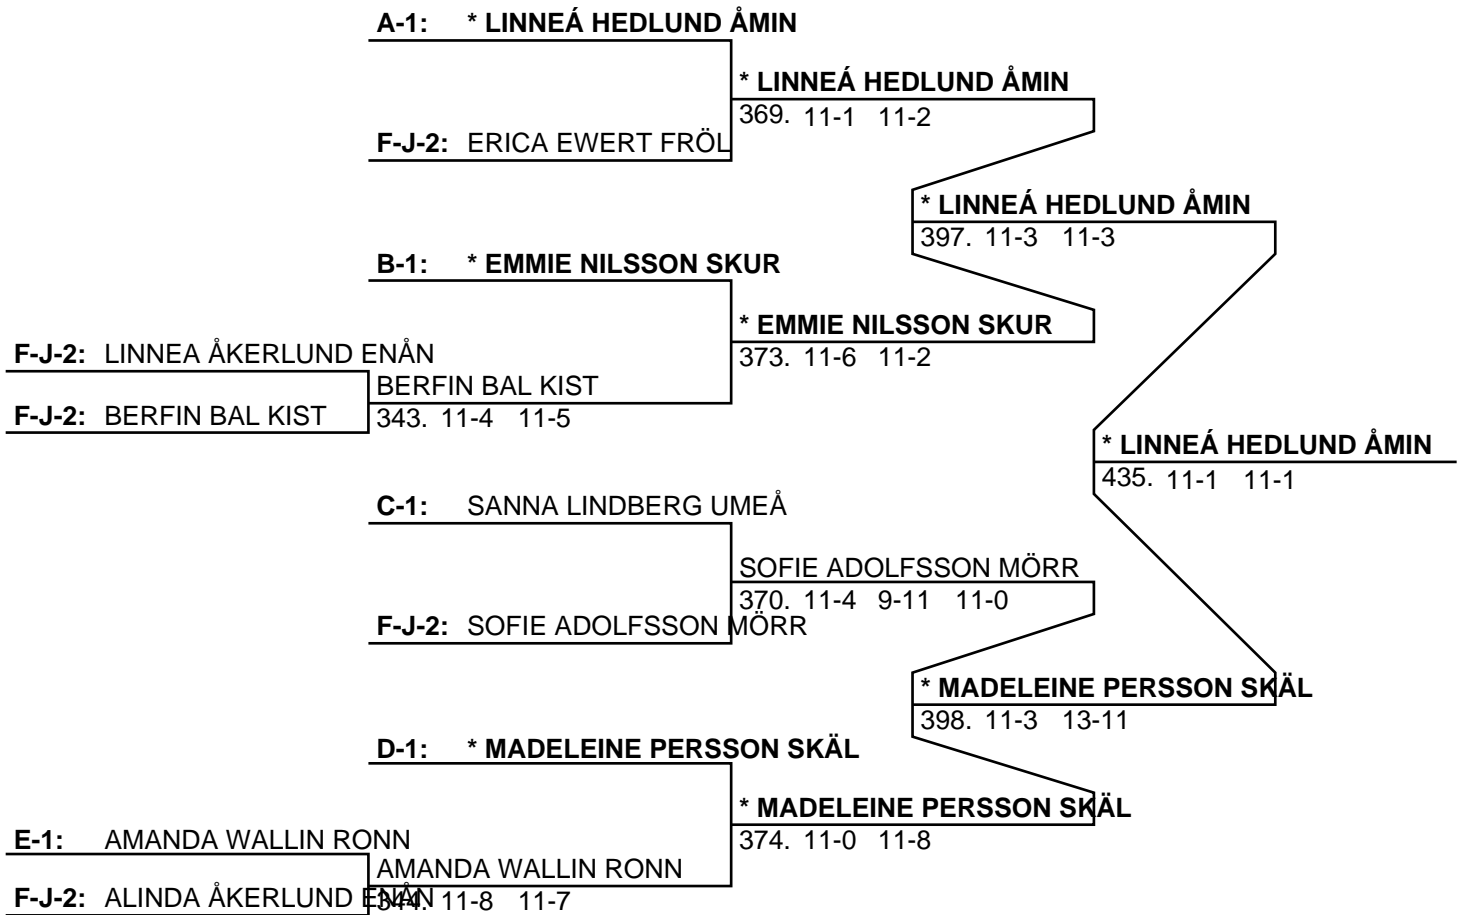 A-1: * LINNEÁ HEDLUND ÅMIN
* LINNEÁ HEDLUND ÅMIN
369. 11-1 11-2
F-J-2: ERICA EWERT FRÖL
* LINNEÁ HEDLUND ÅMIN
397. 11-3 11-3
B-1: * EMMIE NILSSON SKUR
* EMMIE NILSSON SKUR
373. 11-6 11-2
F-J-2: LINNEA ÅKERLUND ENÅN
BERFIN BAL KIST
343. 11-4 11-5
F-J-2: BERFIN BAL KIST
* LINNEÁ HEDLUND ÅMIN
435. 11-1 11-1
C-1: SANNA LINDBERG UMEÅ
SOFIE ADOLFSSON MÖRR
370. 11-4 9-11 11-0
F-J-2: SOFIE ADOLFSSON MÖRR
* MADELEINE PERSSON SKÄL
398. 11-3 13-11
D-1: * MADELEINE PERSSON SKÄL
* MADELEINE PERSSON SKÄL
374. 11-0 11-8
E-1: AMANDA WALLIN RONN
AMANDA WALLIN RONN
F-J-2: ALINDA ÅKERLUND ENÅN
344. 11-8 11-7